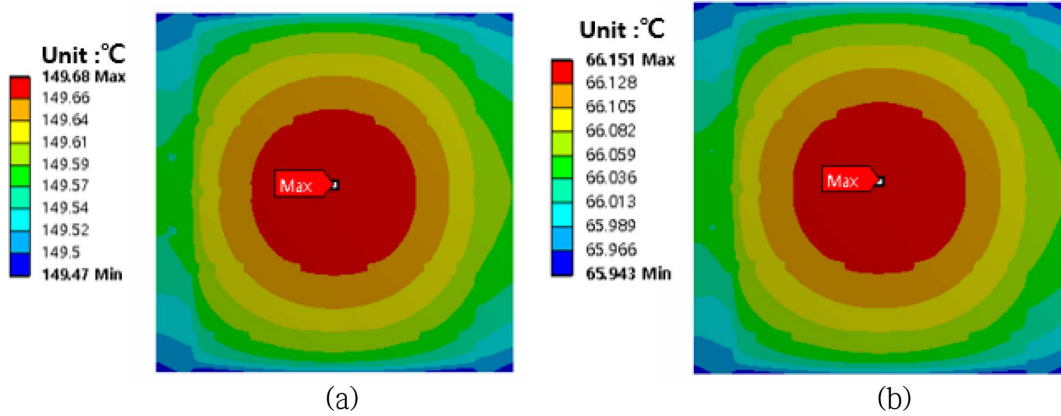 Unit :℃
149.68 Max
149.66
149.64
149.61
149.59
149.57
149.54
149.52
149.5
149.47 Min
Max
(a)
Unit :℃
66.151 Max
66.128
66.105
66.082
66.059
66.036
66.013
65.989
65.966
65.943 Min
Max
(b)